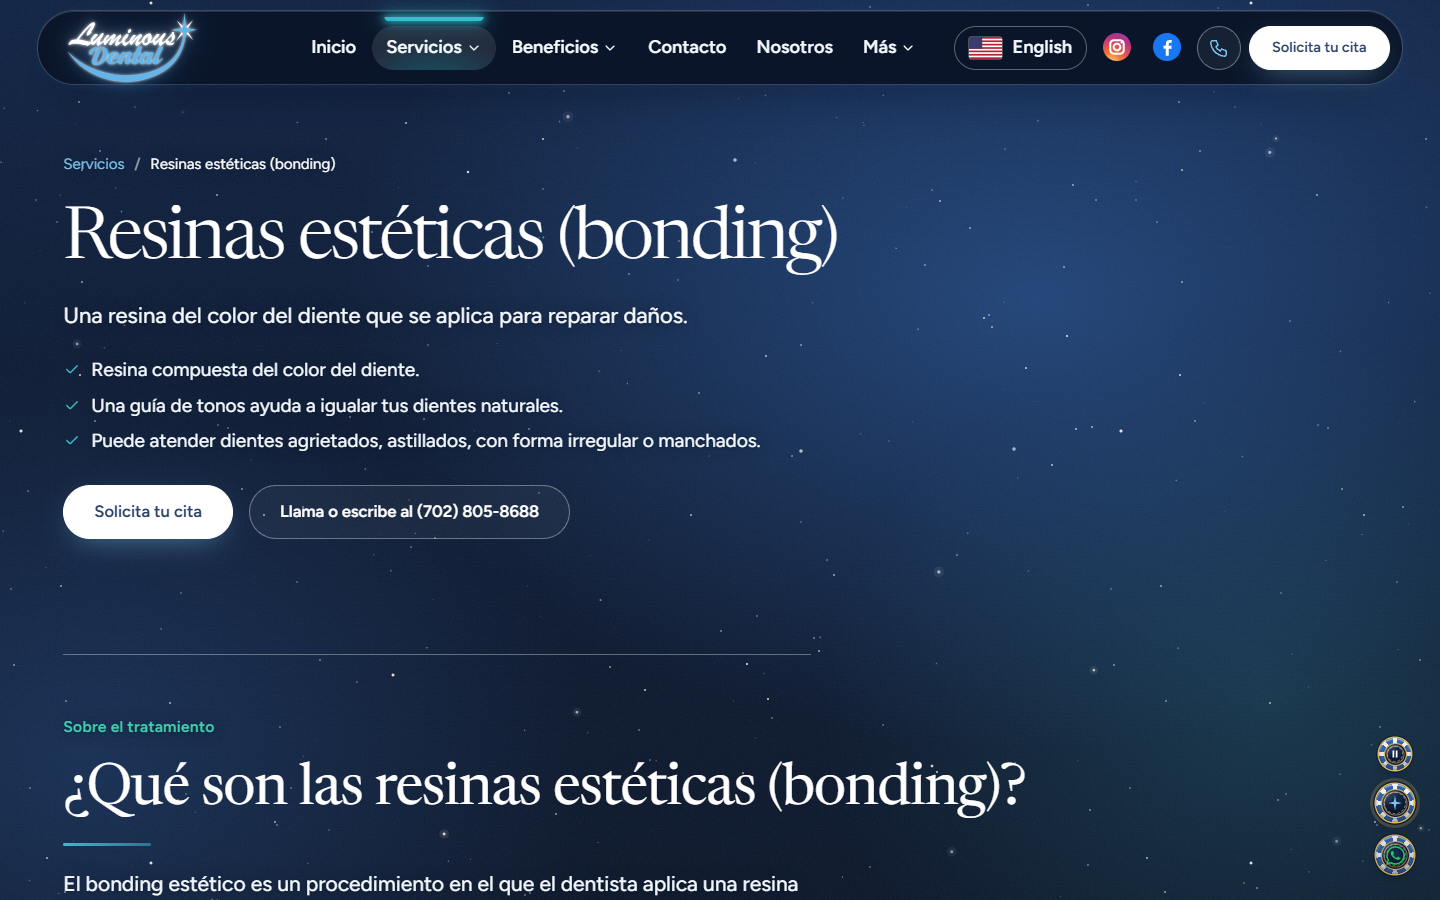 Luminous
Dental
Inicio
Servicios
Beneficios
Contacto
Nosotros
Más
English
Solicita tu cita
Servicios / Resinas estéticas (bonding)
Resinas estéticas (bonding)
Una resina del color del diente que se aplica para reparar daños.
Resina compuesta del color del diente.
Una guía de tonos ayuda a igualar tus dientes naturales.
Puede atender dientes agrietados, astillados, con forma irregular o manchados.
Solicita tu cita
Llama o escribe al (702) 805-8688
Sobre el tratamiento
¿Qué son las resinas estéticas (bonding)?
El bonding estético es un procedimiento en el que el dentista aplica una resina